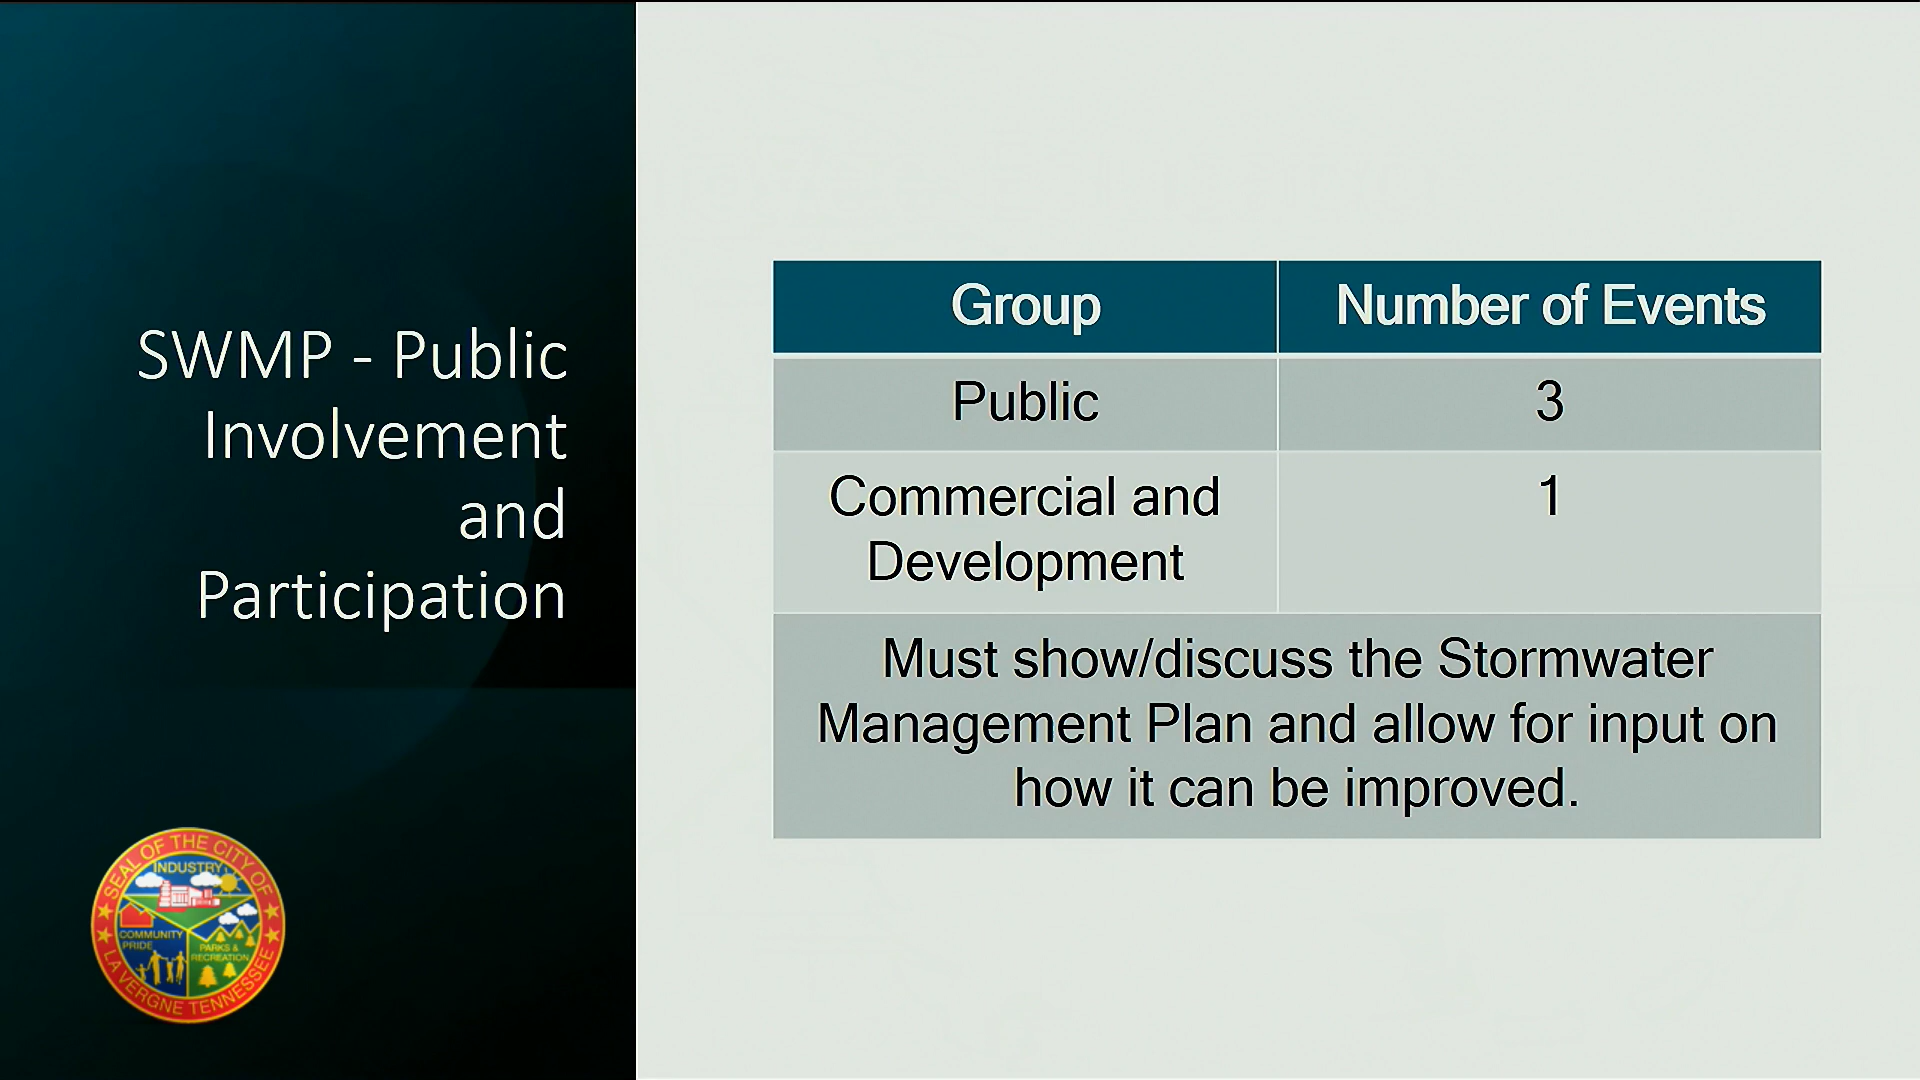 SWMP - Public
Involvement
and
Participation
Group
Number of Events
Public
3
Commercial and
Development
1
Must show/discuss the Stormwater
Management Plan and allow for input on
how it can be improved.
SEAL OF THE CITY OF
INDUSTRY
COMMUNITY
PRIDE
PARKS &
RECREATION
LA VERGNE TENNESSEE